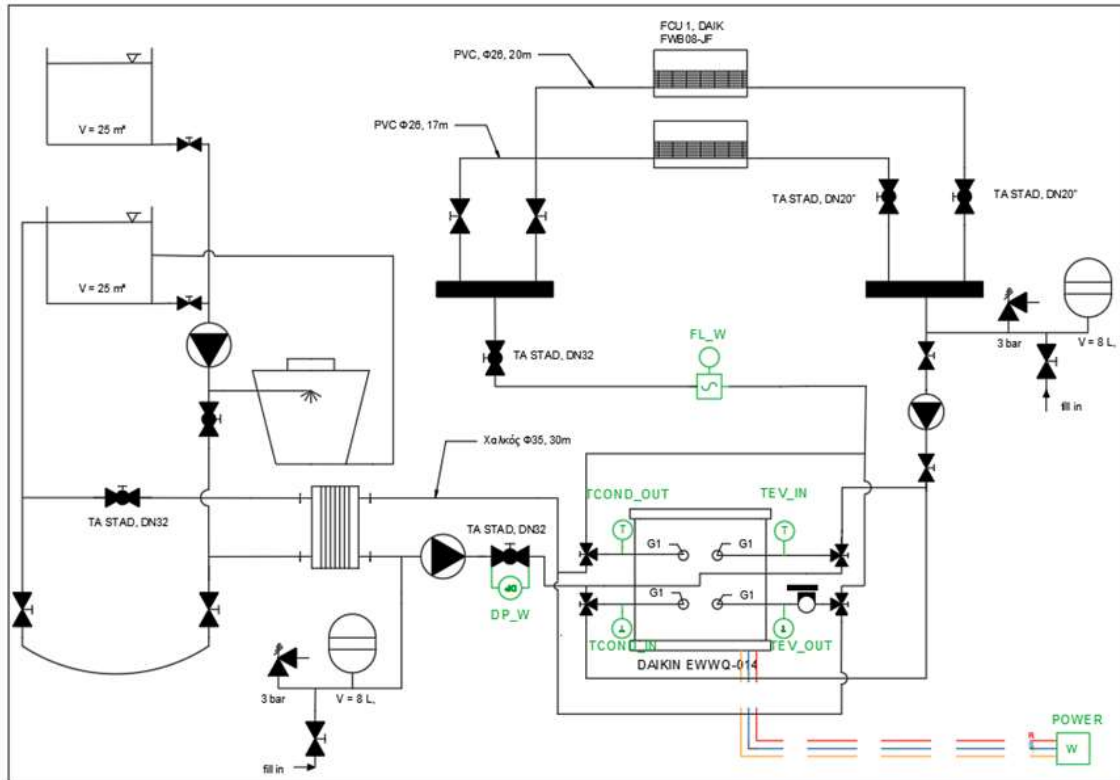 FCU 1, DAIK
FWB08-JF
PVC, Φ26, 20m
V = 25 m³
PVC Φ26, 17m
TA STAD, DN20"
TA STAD, DN20"
V = 25 m³
FL_W
TA STAD, DN32
3 bar
V = 8 L,
fill in
Χαλκός Φ35, 30m
TCOND_OUT
TEV_IN
TA STAD, DN32
TA STAD, DN32
T
T
G1
G1
DP
G1
G1
DP_W
T
T
TCOND_IN
TEV_OUT
DAIKIN EWWQ-014
3 bar
V = 8 L,
POWER
W
fill in